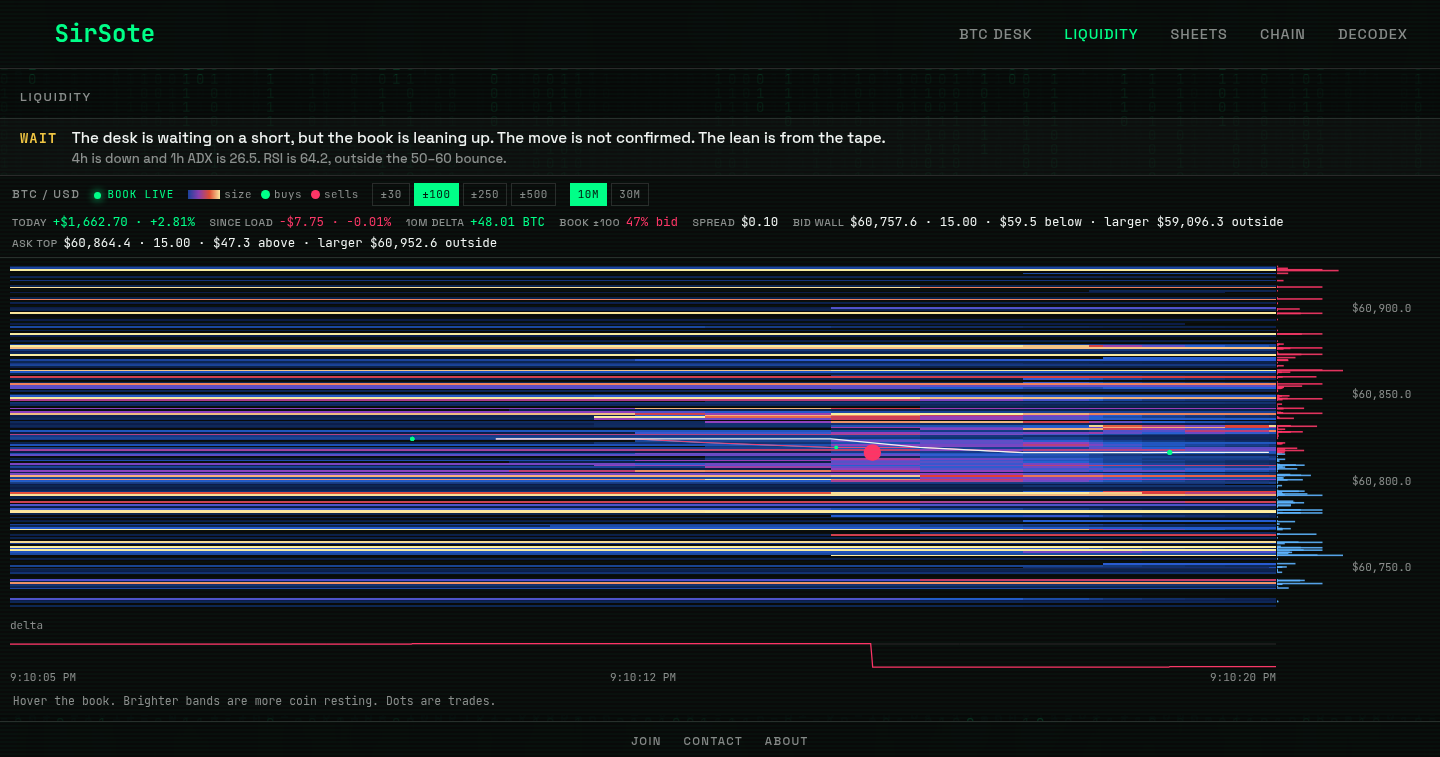 SirSote
BTC DESK LIQUIDITY SHEETS CHAIN DECODEX
LIQUIDITY
WAIT The desk is waiting on a short, but the book is leaning up. The move is not confirmed. The lean is from the tape.
4h is down and 1h ADX is 26.5. RSI is 64.2, outside the 50–60 bounce.
BTC / USD BOOK LIVE size buys sells ±30 ±100 ±250 ±500 10M 30M
TODAY +$1,662.70 · +2.81% SINCE LOAD -$7.75 · -0.01% 10M DELTA +48.01 BTC BOOK ±100 47% bid SPREAD $0.10 BID WALL $60,757.6 · 15.00 · $59.5 below · larger $59,096.3 outside
ASK TOP $60,864.4 · 15.00 · $47.3 above · larger $60,952.6 outside
$60,900.0
$60,850.0
$60,800.0
$60,750.0
delta
9:10:05 PM 9:10:12 PM 9:10:20 PM
Hover the book. Brighter bands are more coin resting. Dots are trades.
JOIN CONTACT ABOUT